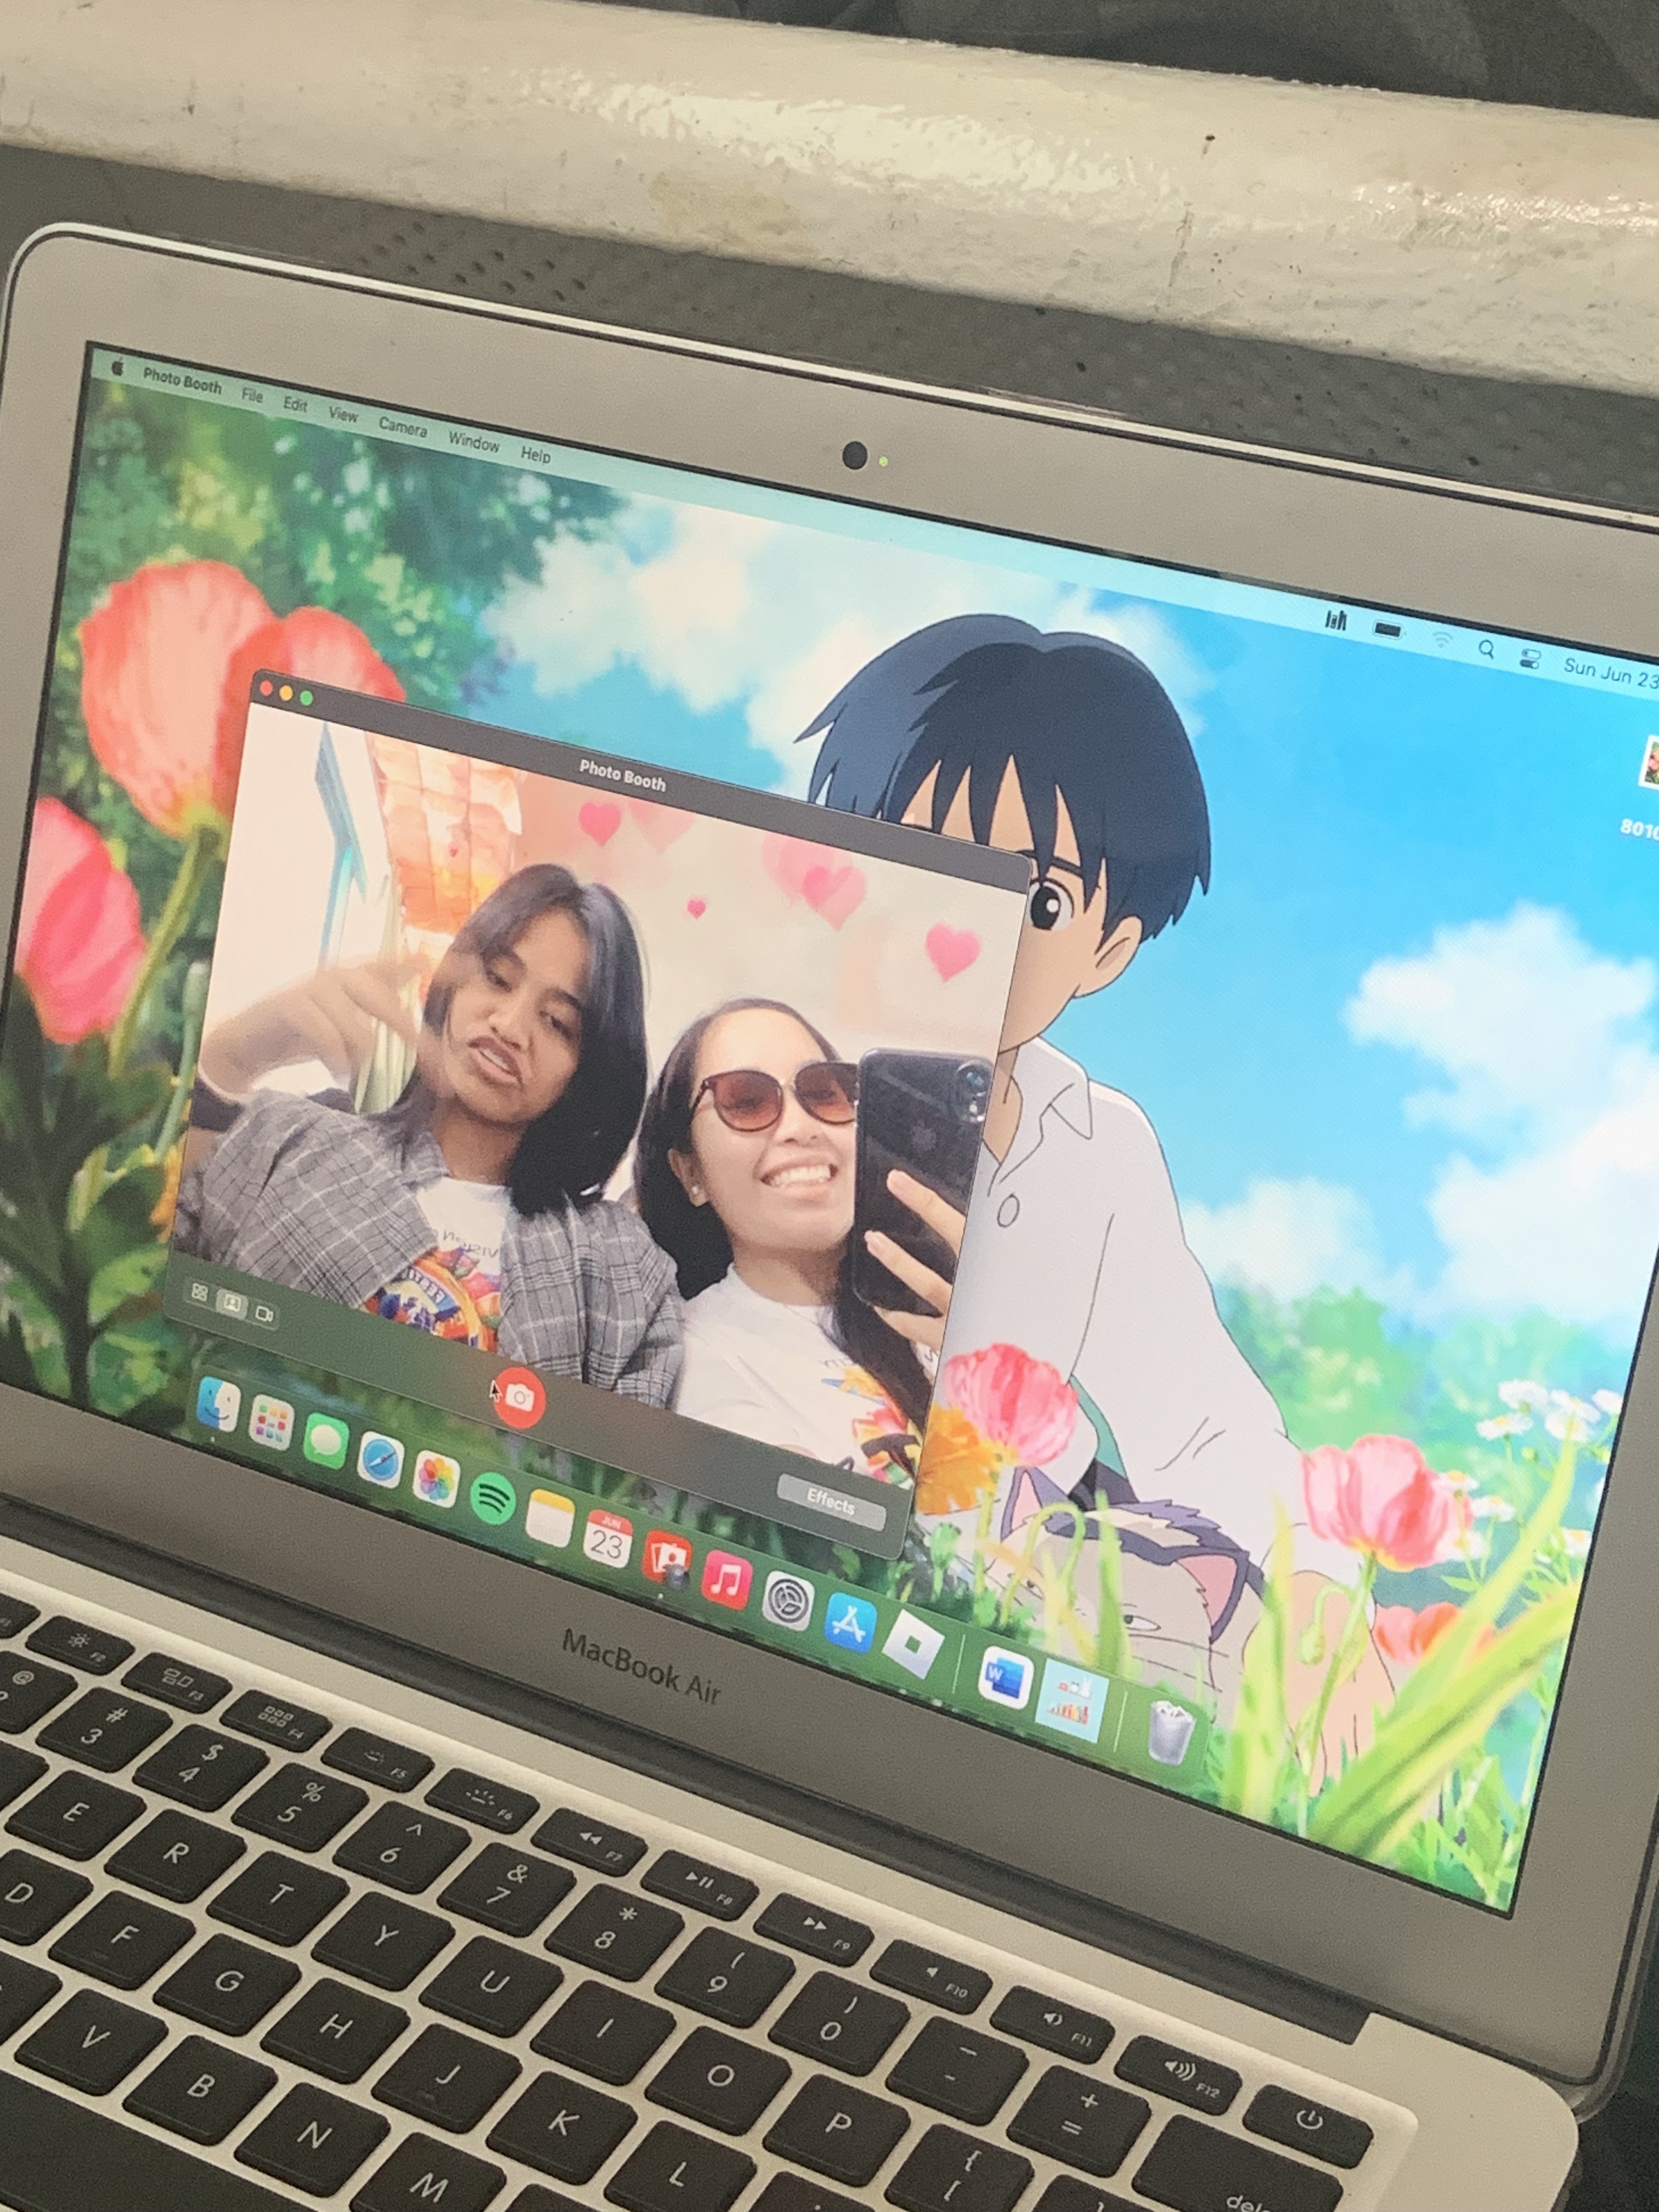 Photo Booth File Edit View Camera Window Help
Sun Jun 23
8010
Photo Booth
Effects
JUN
23
W
MacBook Air
F2 F3 F4 F5 F6 F7 F8 F9 F10 F11 F12
@ # 3 $ 4 % 5 ^ 6 & 7 * 8 ( 9 ) 0 _ - + =
E R T Y U I O P { [
D F G H J K L
V B N M